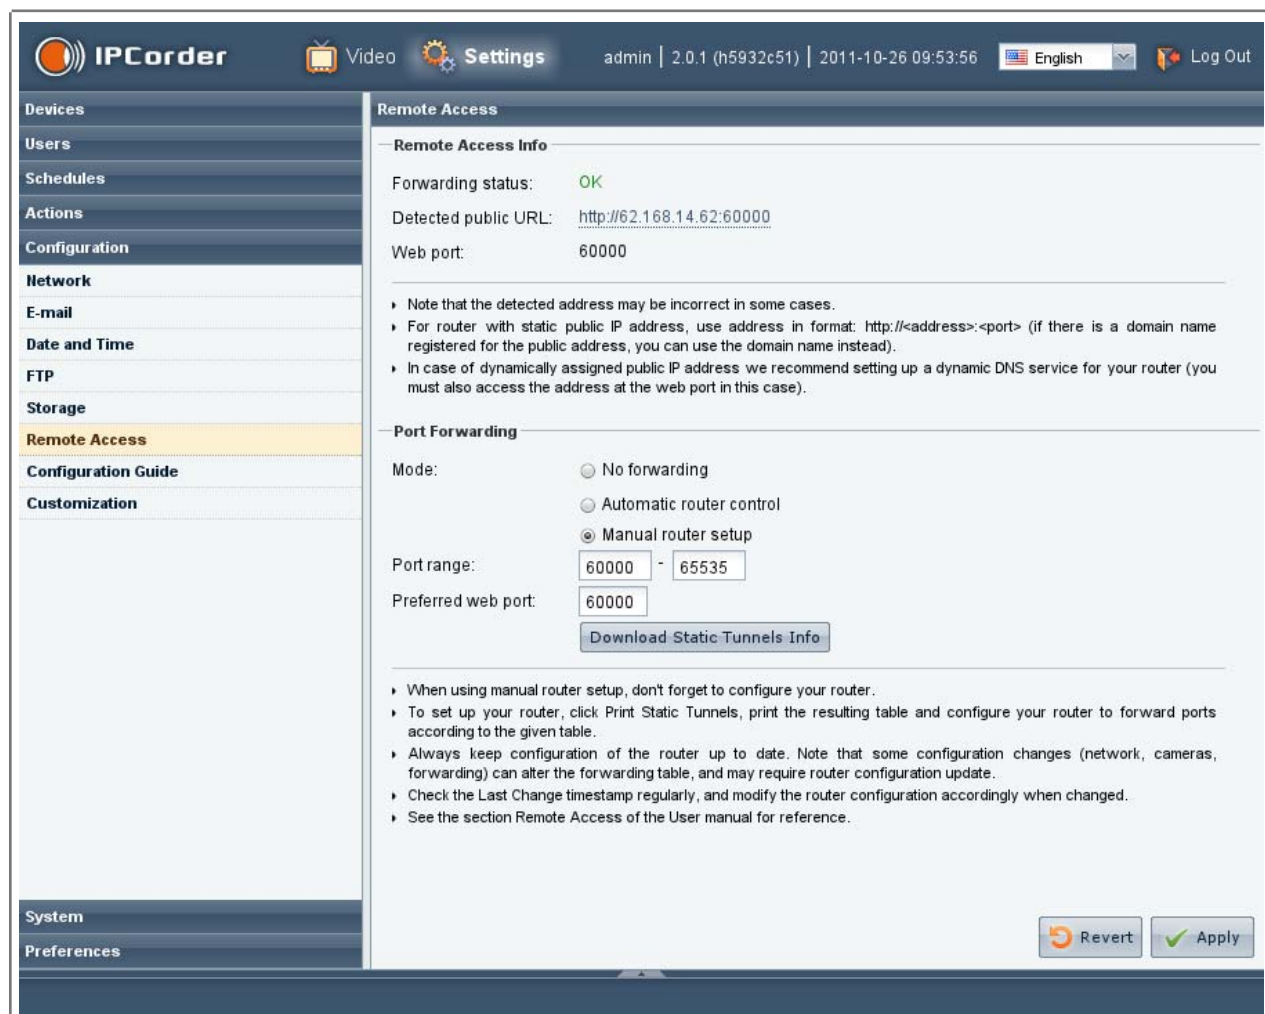 IPCorder
Video
Settings
admin | 2.0.1 (h5932c51) | 2011-10-26 09:53:56
English
Log Out
Devices
Users
Schedules
Actions
Configuration
Network
E-mail
Date and Time
FTP
Storage
Remote Access
Configuration Guide
Customization
System
Preferences
Remote Access
Remote Access Info
Forwarding status: OK
Detected public URL: http://62.168.14.62:60000
Web port: 60000
Note that the detected address may be incorrect in some cases.
For router with static public IP address, use address in format: http://<address>:<port> (if there is a domain name
registered for the public address, you can use the domain name instead).
In case of dynamically assigned public IP address we recommend setting up a dynamic DNS service for your router (you
must also access the address at the web port in this case).
Port Forwarding
Mode: No forwarding
Automatic router control
Manual router setup
Port range: 60000 - 65535
Preferred web port: 60000
Download Static Tunnels Info
When using manual router setup, don't forget to configure your router.
To set up your router, click Print Static Tunnels, print the resulting table and configure your router to forward ports
according to the given table.
Always keep configuration of the router up to date. Note that some configuration changes (network, cameras,
forwarding) can alter the forwarding table, and may require router configuration update.
Check the Last Change timestamp regularly, and modify the router configuration accordingly when changed.
See the section Remote Access of the User manual for reference.
Revert
Apply